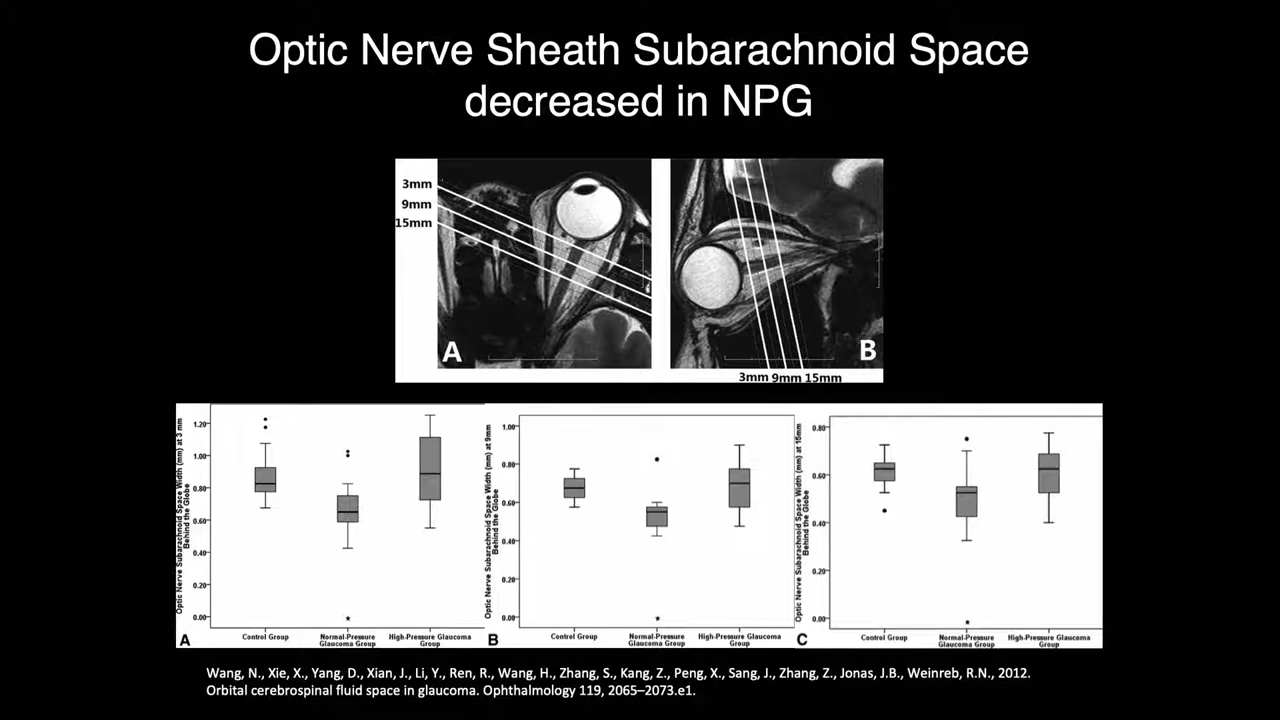 Optic Nerve Sheath Subarachnoid Space
decreased in NPG
3mm
9mm
15mm
A
B
3mm 9mm 15mm
Optic Nerve Subarachnoid Space Width (mm) at 3 mm
Behind the Globe
1.20
1.00
0.80
0.60
0.40
0.20
0.00
A
Control Group
Normal-Pressure
Glaucoma Group
High-Pressure Glaucoma
Group
Optic Nerve Subarachnoid Space Width (mm) at 9mm
Behind the Globe
1.00
0.80
0.60
0.40
0.20
0.00
B
Control Group
Normal-Pressure
Glaucoma Group
High-Pressure Glaucoma
Group
Optic Nerve Subarachnoid Space Width (mm) at 15mm
Behind the Globe
0.80
0.60
0.40
0.20
0.00
C
Control Group
Normal-Pressure
Glaucoma Group
High-Pressure Glaucoma
Group
Wang, N., Xie, X., Yang, D., Xian, J., Li, Y., Ren, R., Wang, H., Zhang, S., Kang, Z., Peng, X., Sang, J., Zhang, Z., Jonas, J.B., Weinreb, R.N., 2012.
Orbital cerebrospinal fluid space in glaucoma. Ophthalmology 119, 2065–2073.e1.